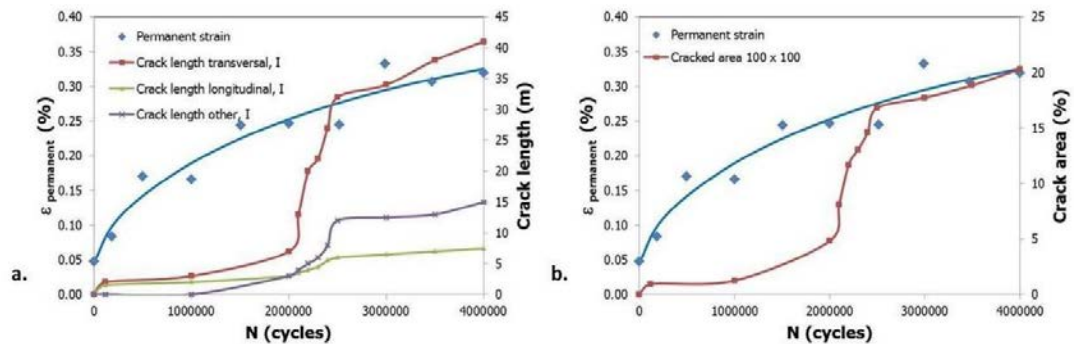 0.40
0.35
0.30
0.25
0.20
0.15
0.10
0.05
0.00
ε permanent (%)
Permanent strain
Crack length transversal, I
Crack length longitudinal, I
Crack length other, I
45
40
35
30
25
20
15
10
5
0
Crack length (m)
0 1000000 2000000 3000000 4000000
N (cycles)
a.
0.40
0.35
0.30
0.25
0.20
0.15
0.10
0.05
0.00
ε permanent (%)
Permanent strain
Cracked area 100 x 100
25
20
15
10
5
0
Crack area (%)
0 1000000 2000000 3000000 4000000
N (cycles)
b.